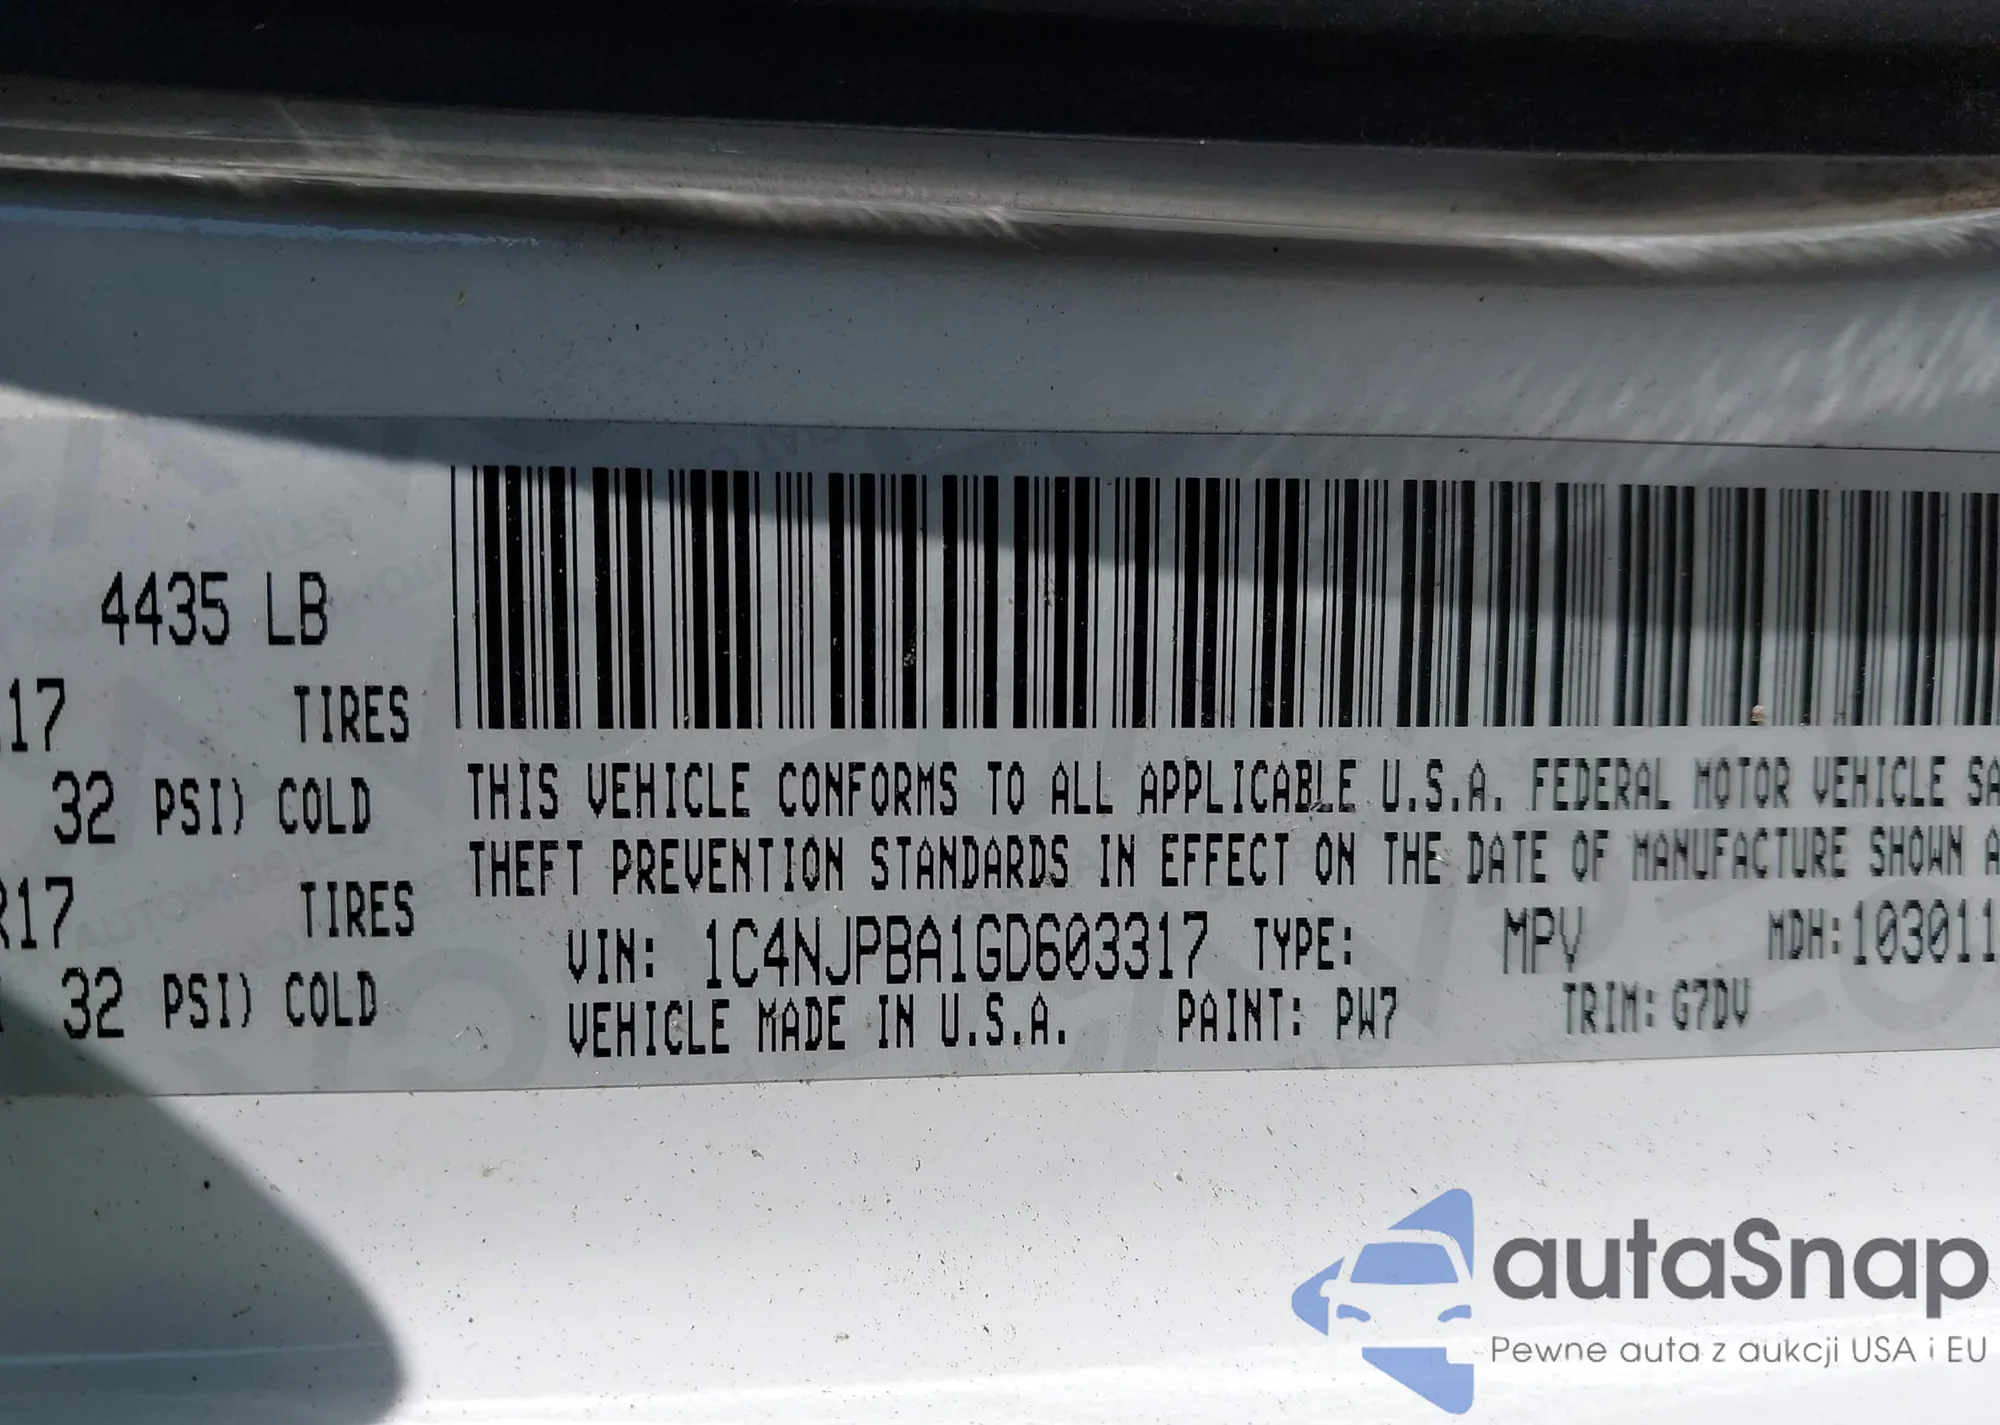 4435 LB
17 TIRES
32 PSI) COLD
R17 TIRES
32 PSI) COLD
THIS VEHICLE CONFORMS TO ALL APPLICABLE U.S.A. FEDERAL MOTOR VEHICLE SA
THEFT PREVENTION STANDARDS IN EFFECT ON THE DATE OF MANUFACTURE SHOWN A
VIN: 1C4NJPBA1GD603317 TYPE: MPV MDH: 103011
VEHICLE MADE IN U.S.A. PAINT: PW7 TRIM: G7DV
autaSnap
Pewne auta z aukcji USA i EU